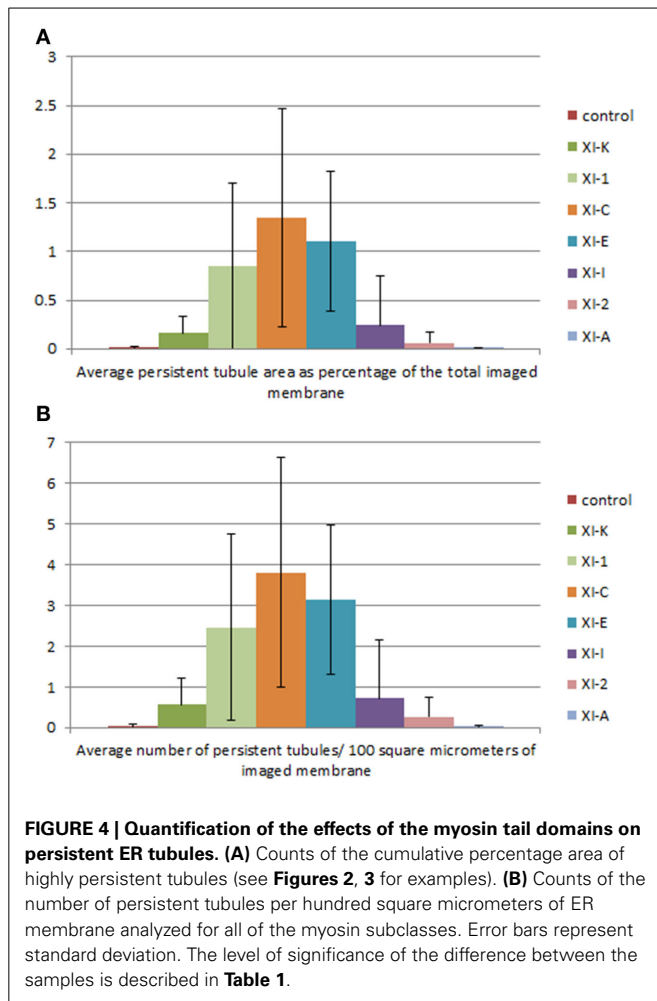 A
3
2.5
2
1.5
1
0.5
0
control
XI-K
XI-1
XI-C
XI-E
XI-I
XI-2
XI-A
Average persistent tubule area as percentage of the total imaged
membrane
B
7
6
5
4
3
2
1
0
control
XI-K
XI-1
XI-C
XI-E
XI-I
XI-2
XI-A
Average number of persistent tubules/ 100 square micrometers of
imaged membrane
FIGURE 4 | Quantification of the effects of the myosin tail domains on
persistent ER tubules. (A) Counts of the cumulative percentage area of
highly persistent tubules (see Figures 2, 3 for examples). (B) Counts of the
number of persistent tubules per hundred square micrometers of ER
membrane analyzed for all of the myosin subclasses. Error bars represent
standard deviation. The level of significance of the difference between the
samples is described in Table 1.